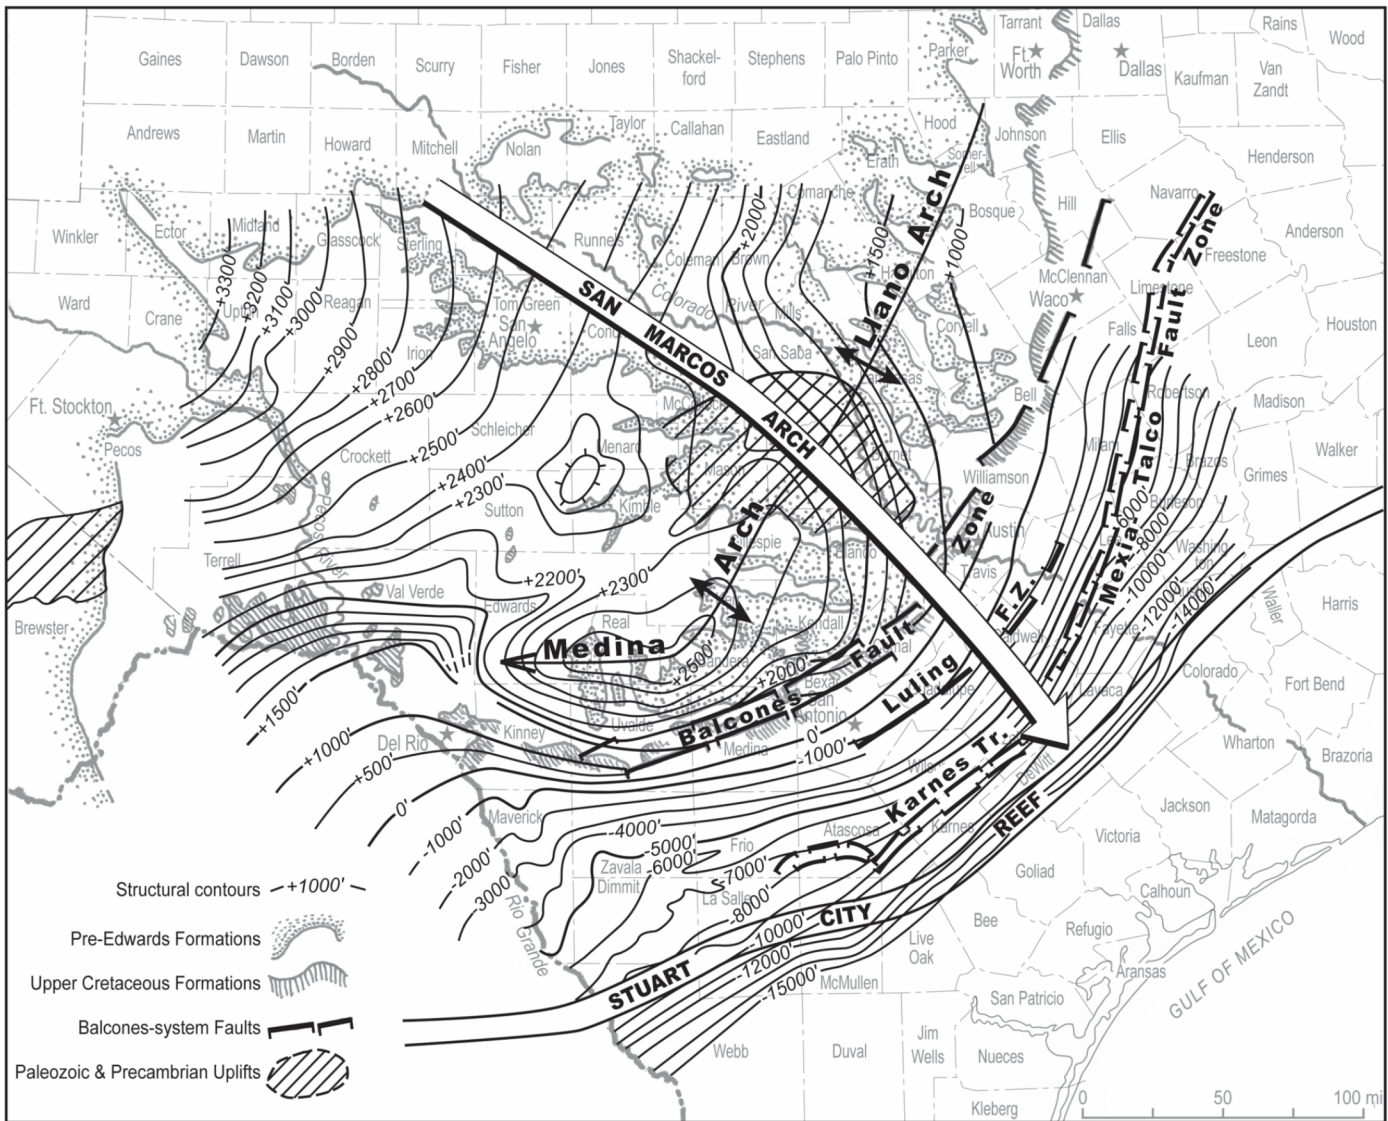 Tarrant
Dallas
Rains
Wood
Gaines
Dawson
Borden
Scurry
Fisher
Jones
Shackel-
ford
Stephens
Palo Pinto
Parker
Ft.
Worth
Dallas
Kaufman
Van
Zandt
Andrews
Martin
Howard
Mitchell
Nolan
Taylor
Callahan
Eastland
Erath
Hood
Somer-
vell
Johnson
Ellis
Henderson
Comanche
Bosque
Hill
Navarro
Anderson
Winkler
Ector
Midland
Glasscock
Sterling
Runnels
Coleman
Brown
Freestone
Ward
Crane
Upton
Reagan
Tom Green
San
Angelo
Irion
Colorado
River
Mills
Coryell
McClennan
Waco
Limestone
Falls
Leon
Houston
San Saba
Bell
Robertson
Madison
Walker
Ft. Stockton
Pecos
Crockett
Schleicher
Menard
Mason
Williamson
Milam
Brazos
Grimes
Burleson
Sutton
Kimble
Gillespie
Llano
Austin
Travis
Washing-
ton
Pecos River
Terrell
Val Verde
Edwards
Real
Kendall
Brewster
Fayette
Waller
Harris
Colorado
Fort Bend
Lavaca
Wharton
Brazoria
Del Rio
Kinney
Uvalde
Medina
Bexar
San
Antonio
DeWitt
Jackson
Matagorda
Victoria
Maverick
Zavala
Dimmit
Frio
Atascosa
Karnes
La Salle
Goliad
Calhoun
Bee
Refugio
Live
Oak
McMullen
Aransas
San Patricio
Rio Grande
Webb
Duval
Jim
Wells
Nueces
Kleberg
GULF OF MEXICO
SAN MARCOS ARCH
Llano Arch
Medina Arch
Balcones Fault Zone
Luling F.Z.
Mexia Talco Fault Zone
Karnes Tr.
STUART CITY REEF
+3300'
+3200'
+3100'
+3000'
+2900'
+2800'
+2700'
+2600'
+2500'
+2400'
+2300'
+2200'
+2300'
+2500'
+2000'
+2000'
+1500'
+1000'
+1500'
+1000'
+500'
0'
-1000'
-2000'
-3000'
0'
-1000'
-4000'
-5000'
-6000'
-7000'
-8000'
-10000'
-12000'
-15000'
6000'
-8000'
-10000'
-12000'
-14000'
Structural contours
+1000'
Pre-Edwards Formations
Upper Cretaceous Formations
Balcones-system Faults
Paleozoic & Precambrian Uplifts
0 50 100 mi